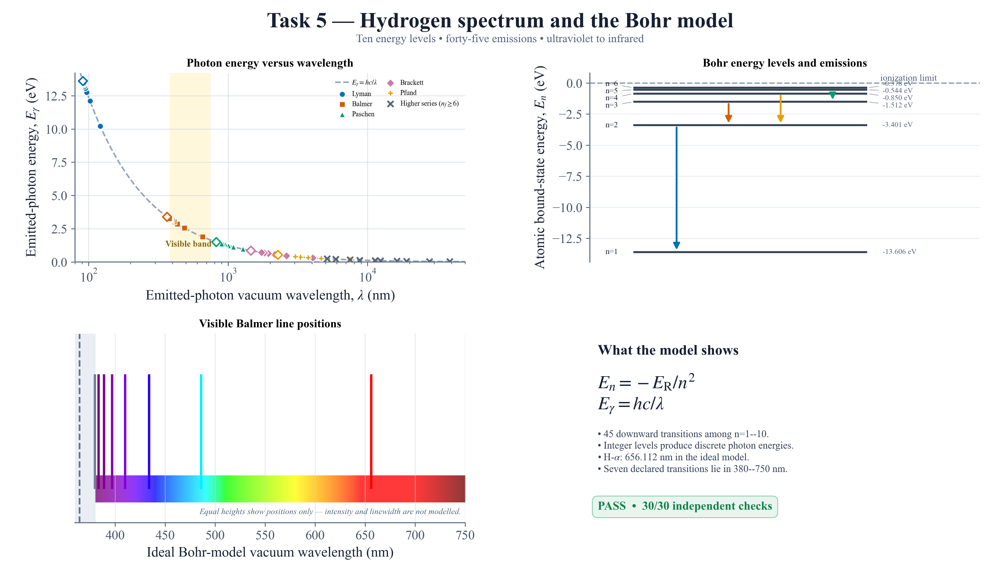 Task 5 — Hydrogen spectrum and the Bohr model
Ten energy levels • forty-five emissions • ultraviolet to infrared
Photon energy versus wavelength
Emitted-photon energy, Eγ (eV)
12.5
10.0
7.5
5.0
2.5
0.0
Eγ = hc/λ
Lyman
Balmer
Paschen
Brackett
Pfund
Higher series (nf ≥ 6)
Visible band
10²
10³
10⁴
Emitted-photon vacuum wavelength, λ (nm)
Bohr energy levels and emissions
Atomic bound-state energy, En (eV)
0.0
−2.5
−5.0
−7.5
−10.0
−12.5
ionization limit
n=6
-0.378 eV
n=5
-0.544 eV
n=4
-0.850 eV
n=3
-1.512 eV
n=2
-3.401 eV
n=1
-13.606 eV
Visible Balmer line positions
Equal heights show positions only — intensity and linewidth are not modelled.
400
450
500
550
600
650
700
750
Ideal Bohr-model vacuum wavelength (nm)
What the model shows
En = − ER/n²
Eγ = hc/λ
• 45 downward transitions among n=1--10.
• Integer levels produce discrete photon energies.
• H-α: 656.112 nm in the ideal model.
• Seven declared transitions lie in 380--750 nm.
PASS • 30/30 independent checks